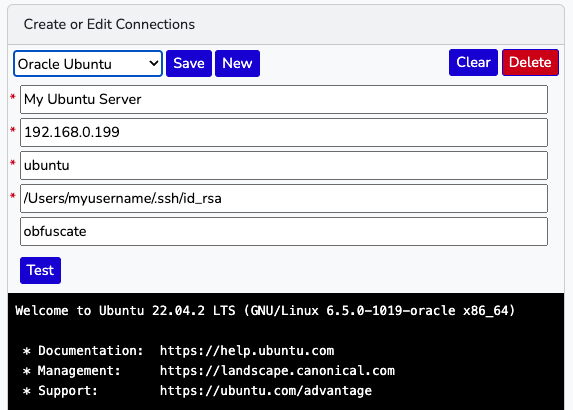 Create or Edit Connections
Oracle Ubuntu Save New Clear Delete
* My Ubuntu Server
* 192.168.0.199
* ubuntu
* /Users/myusername/.ssh/id_rsa
obfuscate
Test
Welcome to Ubuntu 22.04.2 LTS (GNU/Linux 6.5.0-1019-oracle x86_64)
* Documentation: https://help.ubuntu.com
* Management: https://landscape.canonical.com
* Support: https://ubuntu.com/advantage